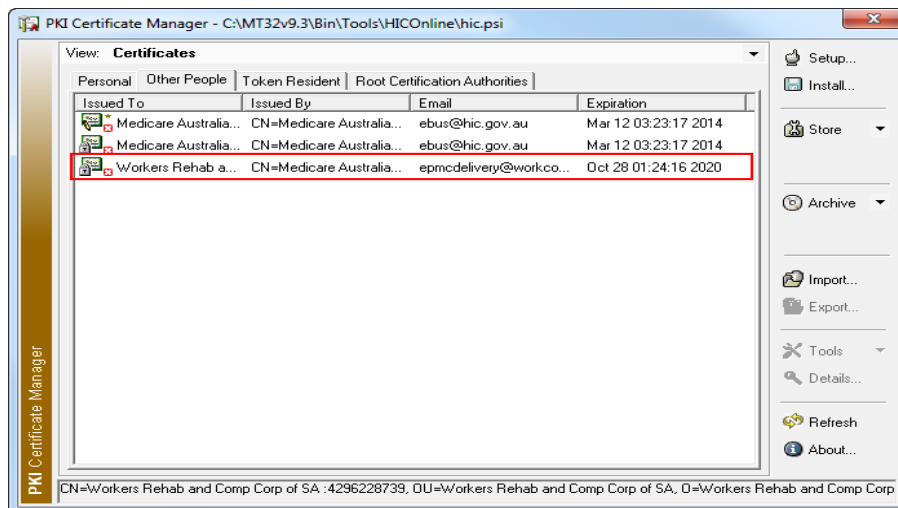 PKI Certificate Manager - C:\MT32v9.3\Bin\Tools\HICOnline\hic.psi
View: Certificates
Personal Other People Token Resident Root Certification Authorities
Issued To Issued By Email Expiration
Medicare Australia... CN=Medicare Australia... ebus@hic.gov.au Mar 12 03:23:17 2014
Medicare Australia... CN=Medicare Australia... ebus@hic.gov.au Mar 12 03:23:17 2014
Workers Rehab a... CN=Medicare Australia... epmcdelivery@workco... Oct 28 01:24:16 2020
Setup...
Install...
Store
Archive
Import...
Export...
Tools
Details...
Refresh
About...
PKI Certificate Manager
CN=Workers Rehab and Comp Corp of SA :4296228739, OU=Workers Rehab and Comp Corp of SA, O=Workers Rehab and Comp Corp